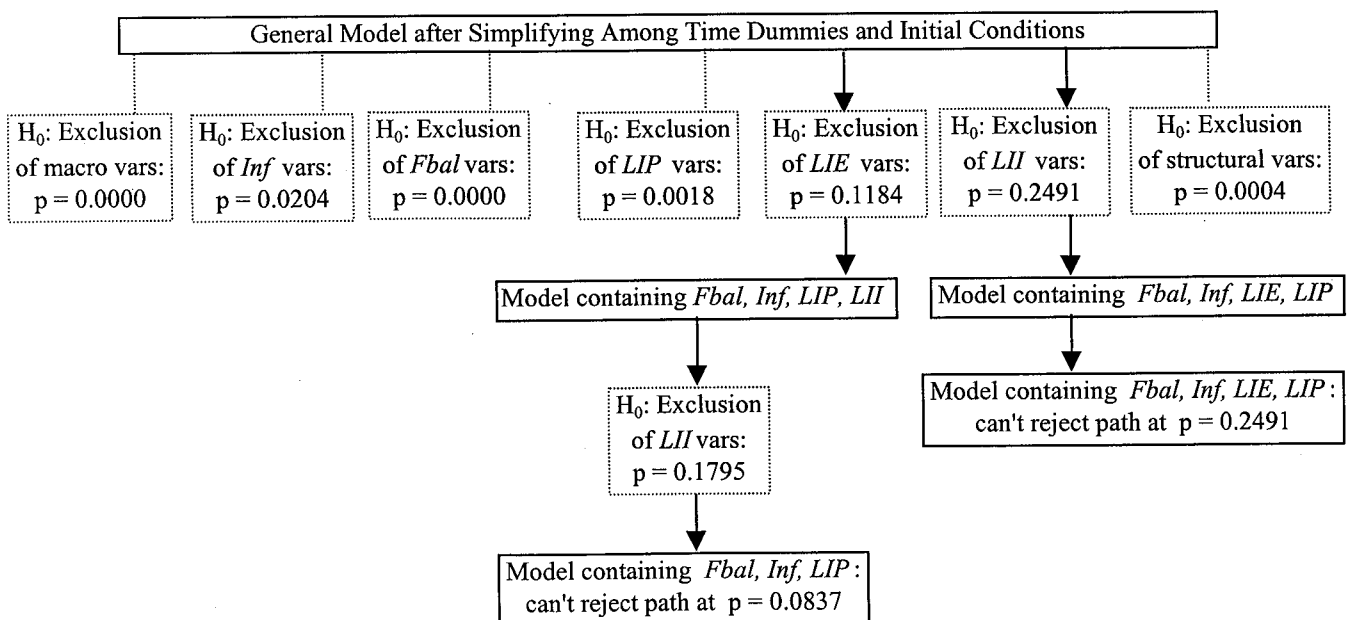 General Model after Simplifying Among Time Dummies and Initial Conditions
H₀: Exclusion
of macro vars:
p = 0.0000
H₀: Exclusion
of Inf vars:
p = 0.0204
H₀: Exclusion
of Fbal vars:
p = 0.0000
H₀: Exclusion
of LIP vars:
p = 0.0018
H₀: Exclusion
of LIE vars:
p = 0.1184
H₀: Exclusion
of LII vars:
p = 0.2491
H₀: Exclusion
of structural vars:
p = 0.0004
Model containing Fbal, Inf, LIP, LII
Model containing Fbal, Inf, LIE, LIP
H₀: Exclusion
of LII vars:
p = 0.1795
Model containing Fbal, Inf, LIE, LIP :
can't reject path at p = 0.2491
Model containing Fbal, Inf, LIP :
can't reject path at p = 0.0837